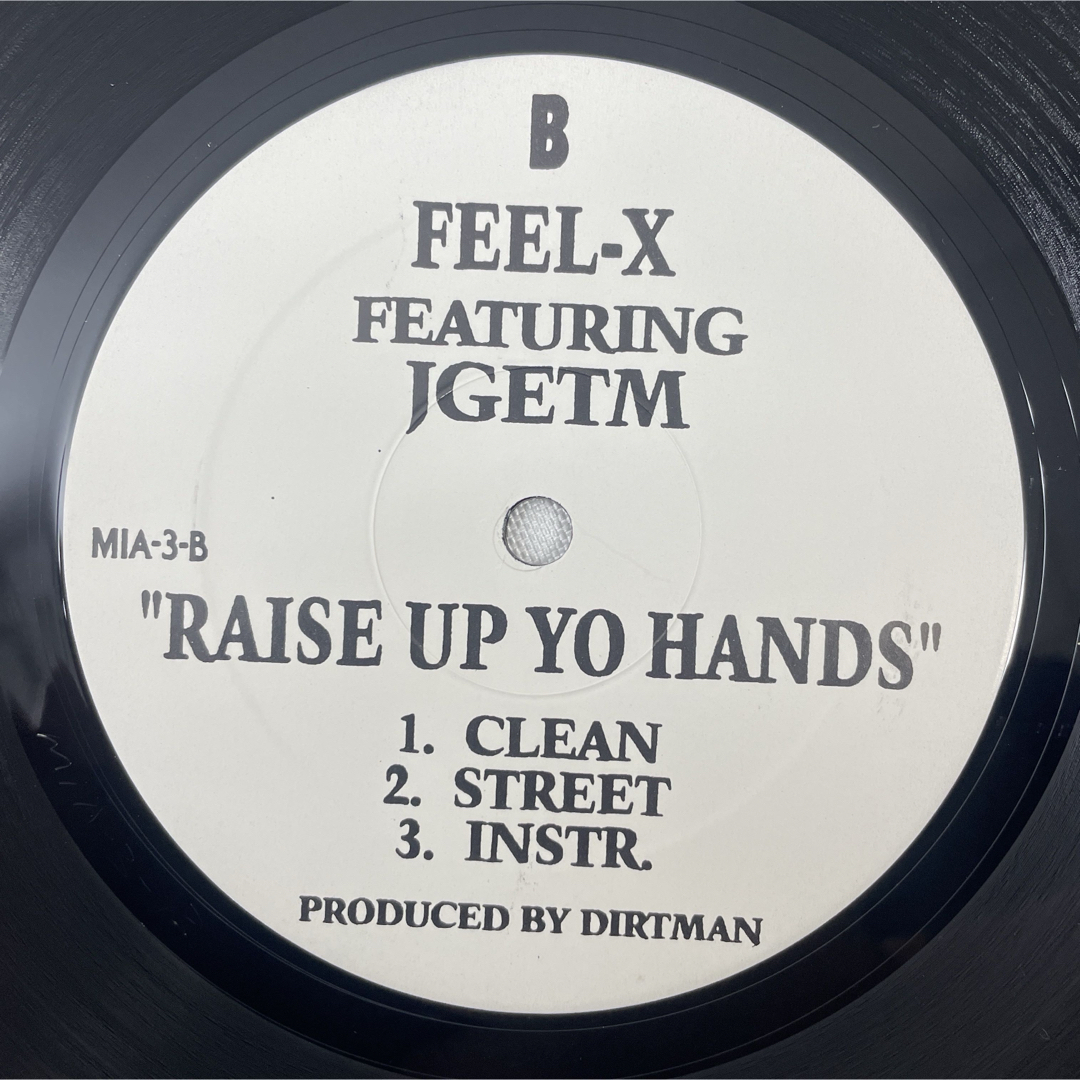 B
FEEL-X
FEATURING
JGETM
MIA-3-B
"RAISE UP YO HANDS"
1. CLEAN
2. STREET
3. INSTR.
PRODUCED BY DIRTMAN